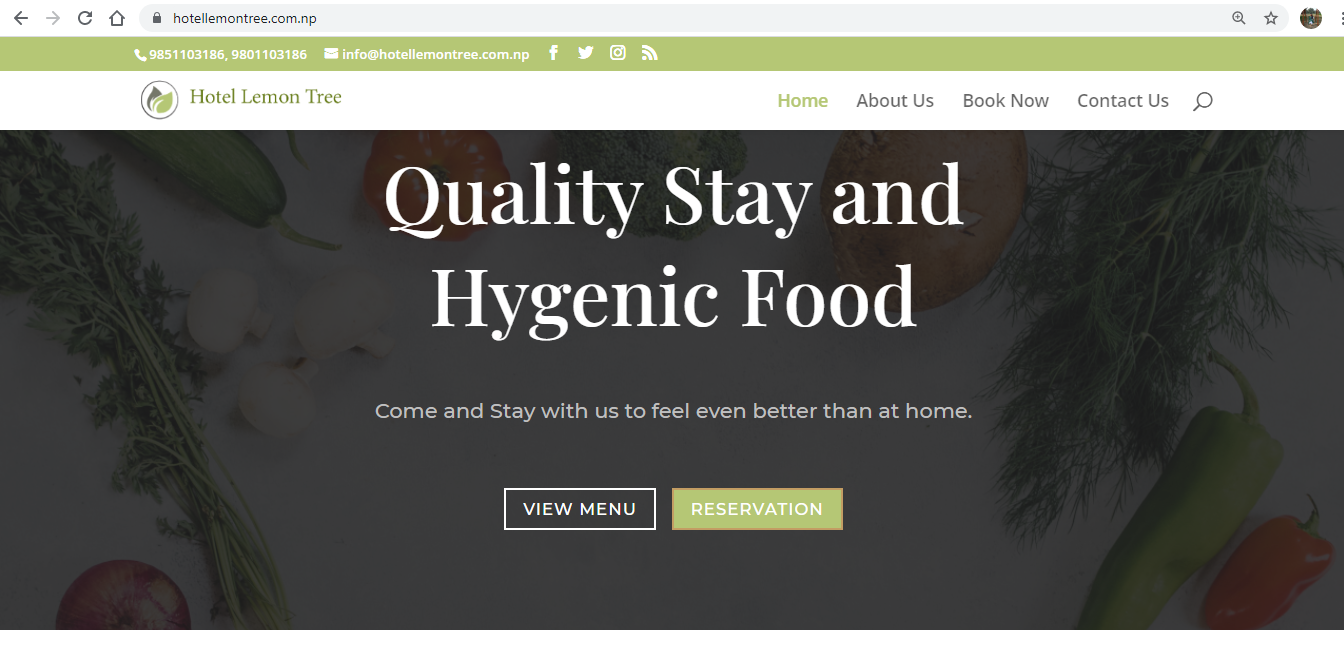 hotellemontree.com.np
9851103186, 9801103186 info@hotellemontree.com.np
Hotel Lemon Tree
Home About Us Book Now Contact Us
Quality Stay and
Hygenic Food
Come and Stay with us to feel even better than at home.
VIEW MENU RESERVATION